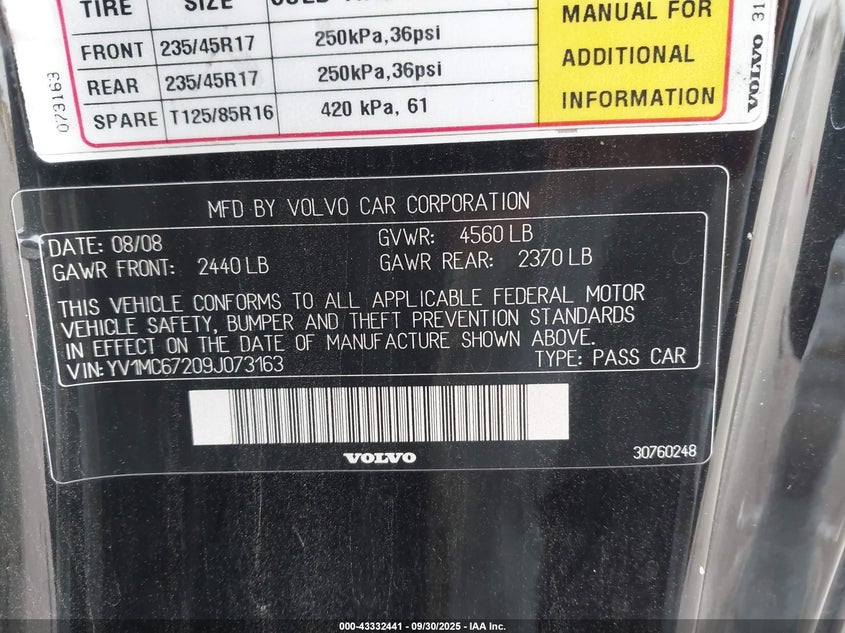 TIRE SIZE
MANUAL FOR
FRONT 235/45R17 250kPa,36psi
ADDITIONAL
REAR 235/45R17 250kPa,36psi
INFORMATION
SPARE T125/85R16 420 kPa, 61
073163
VOLVO 31
MFD BY VOLVO CAR CORPORATION
DATE: 08/08 GVWR: 4560 LB
GAWR FRONT: 2440 LB GAWR REAR: 2370 LB
THIS VEHICLE CONFORMS TO ALL APPLICABLE FEDERAL MOTOR
VEHICLE SAFETY, BUMPER AND THEFT PREVENTION STANDARDS
IN EFFECT ON THE DATE OF MANUFACTURE SHOWN ABOVE.
VIN: YV1MC67209J073163 TYPE: PASS CAR
VOLVO 30760248
000-43332441 - 09/30/2025 - IAA Inc.